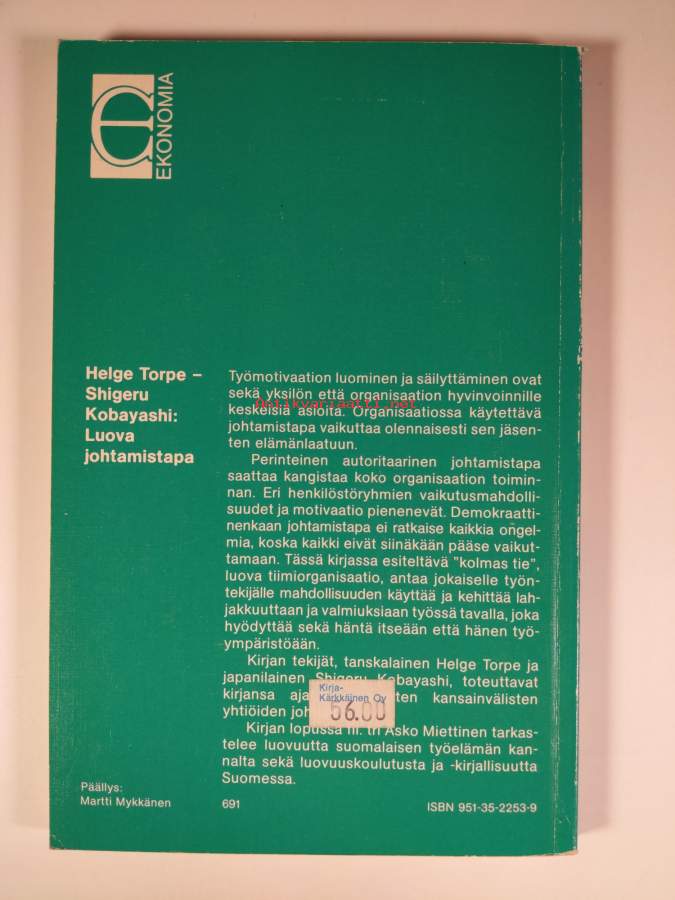 EKONOMIA
Helge Torpe –
Shigeru
Kobayashi:
Luova
johtamistapa
Työmotivaation luominen ja säilyttäminen ovat
sekä yksilön että organisaation hyvinvoinnille
keskeisiä asioita. Organisaatiossa käytettävä
johtamistapa vaikuttaa olennaisesti sen jäsen-
ten elämänlaatuun.
Perinteinen autoritaarinen johtamistapa
saattaa kangistaa koko organisaation toimin-
nan. Eri henkilöstöryhmien vaikutusmahdolli-
suudet ja motivaatio pienenevät. Demokraatti-
nenkaan johtamistapa ei ratkaise kaikkia ongel-
mia, koska kaikki eivät siinäkään pääse vaikut-
tamaan. Tässä kirjassa esiteltävä "kolmas tie",
luova tiimiorganisaatio, antaa jokaiselle työn-
tekijälle mahdollisuuden käyttää ja kehittää lah-
jakkuuttaan ja valmiuksiaan työssä tavalla, joka
hyödyttää sekä häntä itseään että hänen työ-
ympäristöään.
Kirjan tekijät, tanskalainen Helge Torpe ja
japanilainen Shigeru Kobayashi, toteuttavat
kirjansa kansainvälisten
yhtiöiden
Kirja-
Kärkkäinen Oy
56.00
Kirjan lopussa fil. tri Asko Miettinen tarkas-
telee luovuutta suomalaisen työelämän kan-
nalta sekä luovuuskoulutusta ja -kirjallisuutta
Suomessa.
Päällys:
Martti Mykkänen
691
ISBN 951-35-2253-9